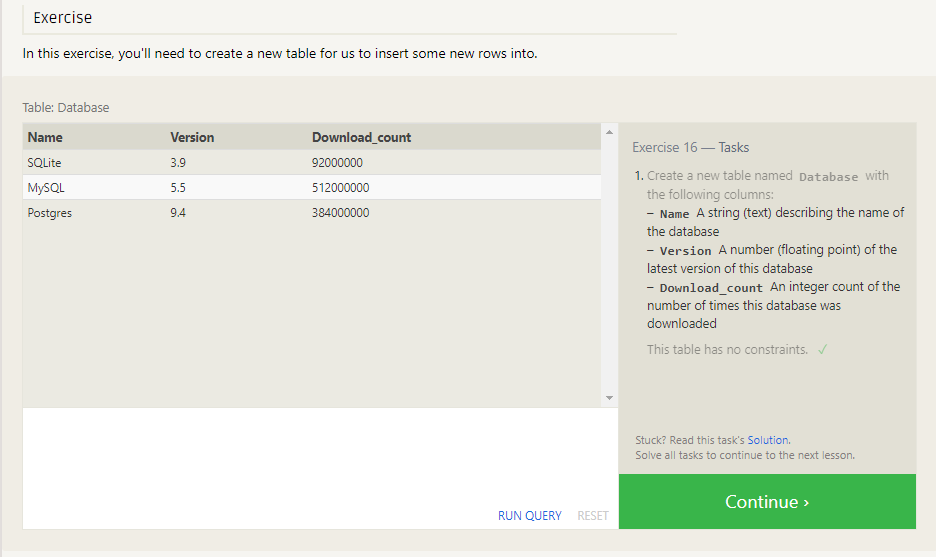 Exercise
In this exercise, you'll need to create a new table for us to insert some new rows into.
Table: Database
Name Version Download_count
SQLite 3.9 92000000
MySQL 5.5 512000000
Postgres 9.4 384000000
RUN QUERY RESET
Exercise 16 — Tasks
1. Create a new table named Database with
the following columns:
– Name A string (text) describing the name of
the database
– Version A number (floating point) of the
latest version of this database
– Download_count An integer count of the
number of times this database was
downloaded
This table has no constraints. ✓
Stuck? Read this task's Solution.
Solve all tasks to continue to the next lesson.
Continue ›